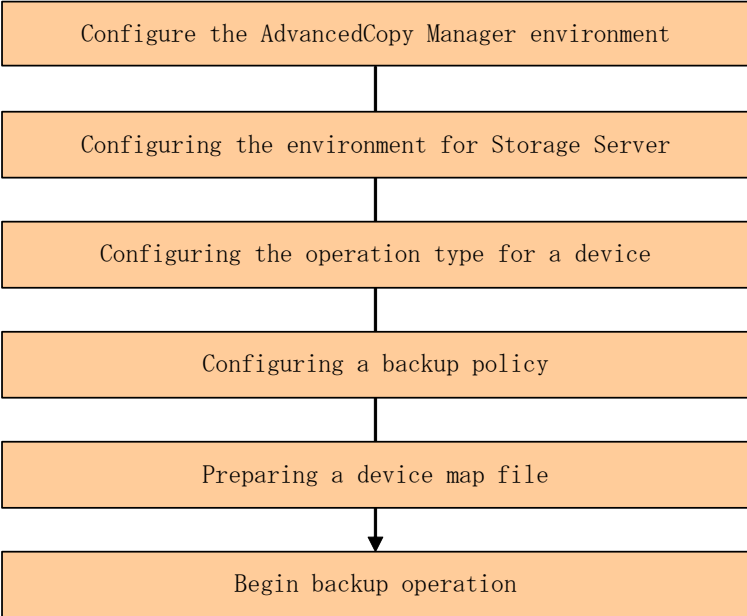 Configure the AdvancedCopy Manager environment
Configuring the environment for Storage Server
Configuring the operation type for a device
Configuring a backup policy
Preparing a device map file
Begin backup operation